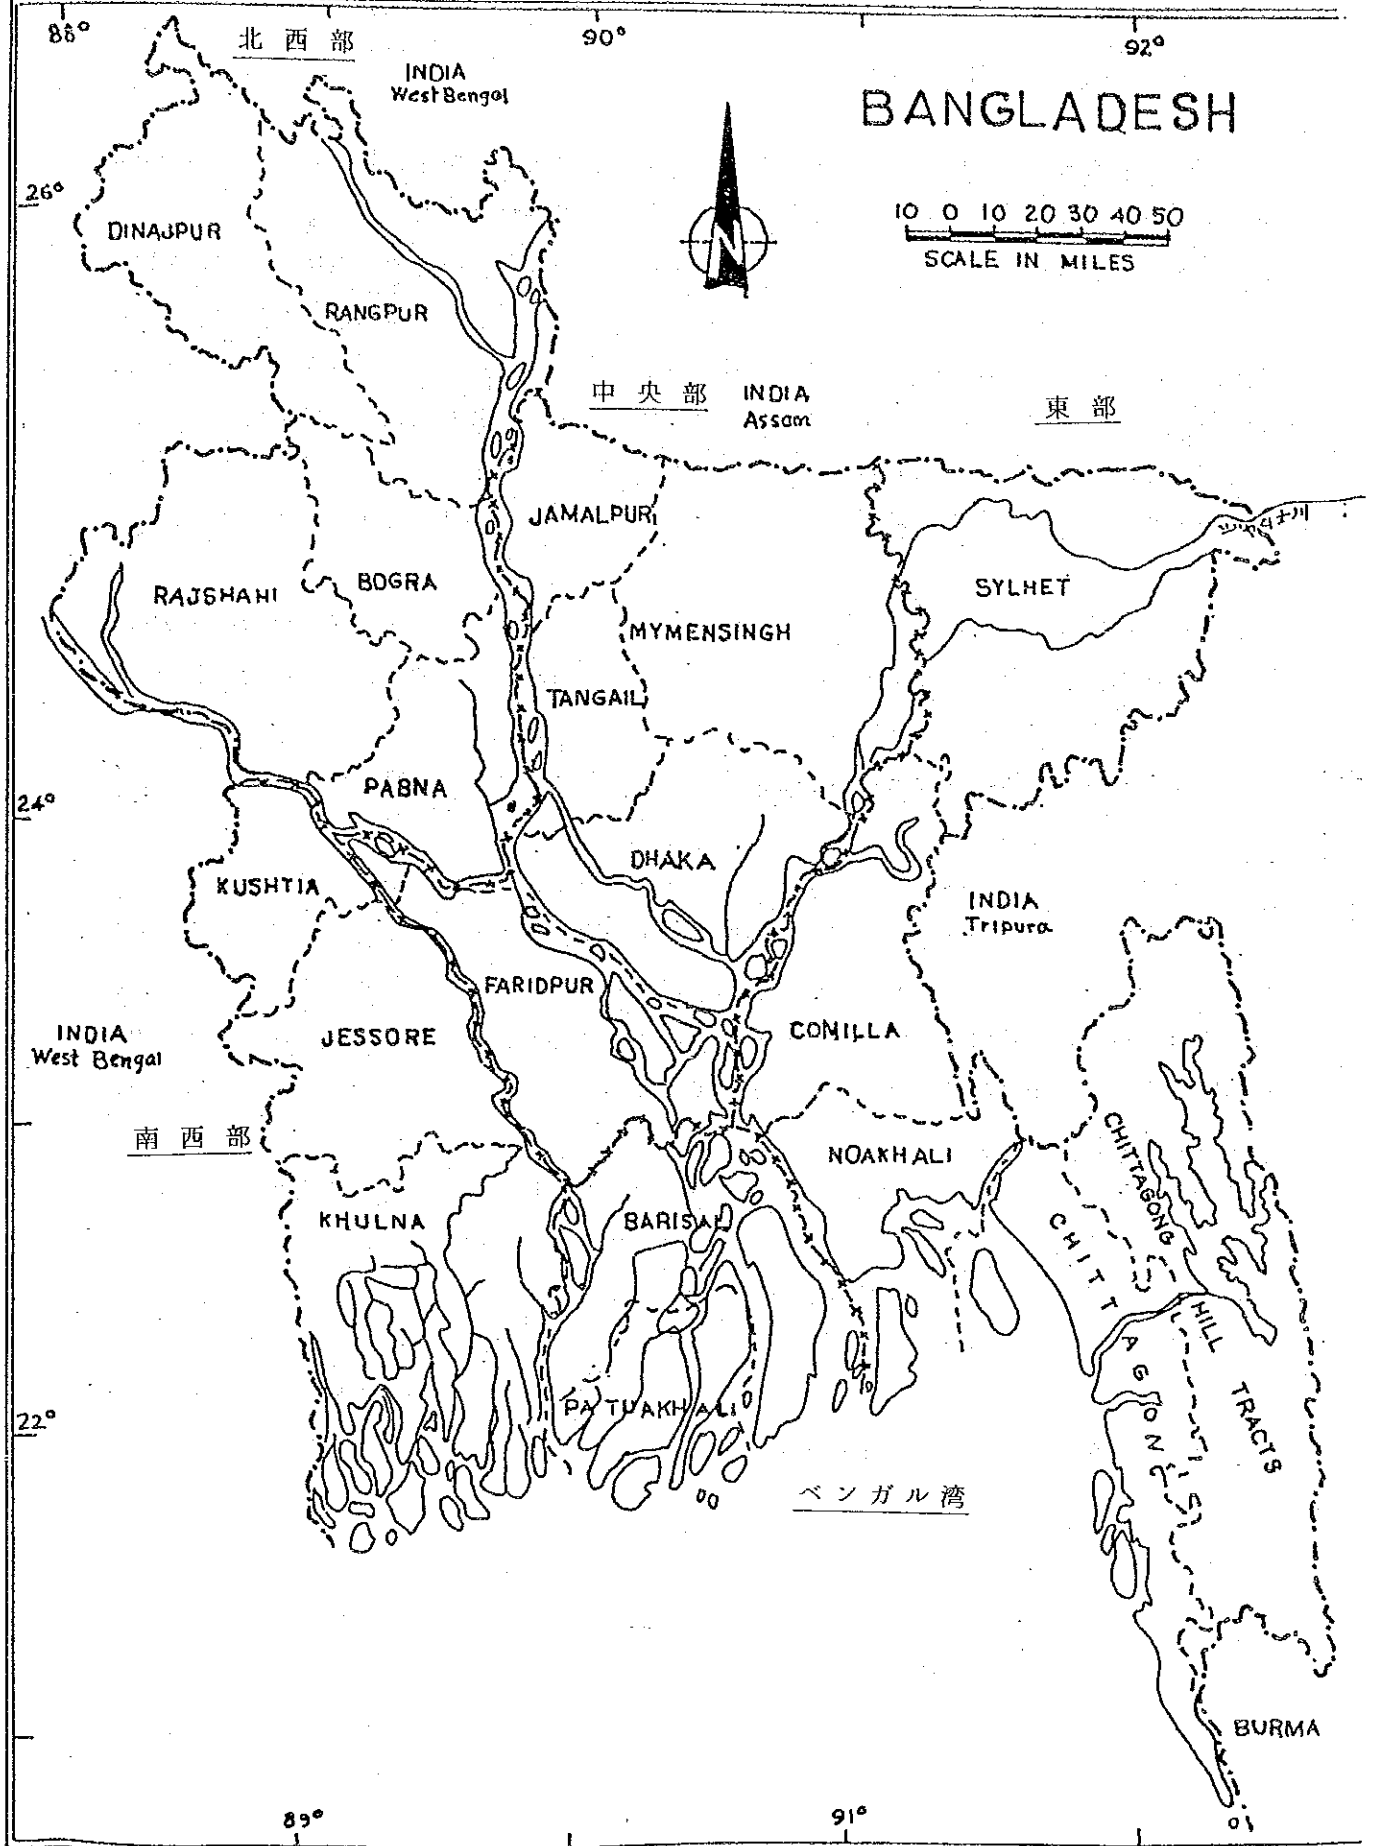 88°
90°
92°
北西部
INDIA
West Bengal
BANGLADESH
26°
10 0 10 20 30 40 50
SCALE IN MILES
DINAJPUR
RANGPUR
中央部
INDIA
Assam
東部
JAMALPUR
RAJSHAHI
BOGRA
SYLHET
MYMENSINGH
TANGAIL
PABNA
24°
DHAKA
KUSHTIA
INDIA
Tripura
FARIDPUR
INDIA
West Bengal
JESSORE
COMILLA
南西部
NOAKHALI
KHULNA
BARISAL
CHITTAGONG
HILL
TRACTS
CHITTAGONG
PATUAKHALI
22°
ベンガル湾
BURMA
89°
91°